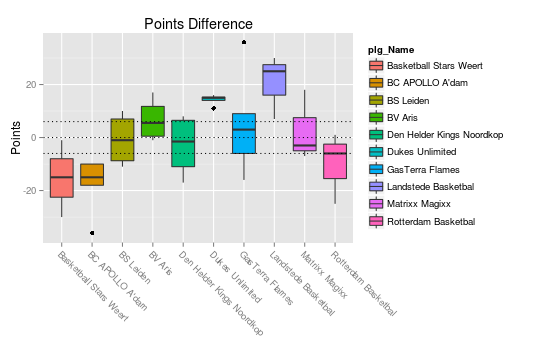 Points Difference
Points
20
0
-20
Basketball Stars Weert
BC APOLLO A'dam
BS Leiden
BV Aris
Den Helder Kings Noordkop
Dukes Unlimited
GasTerra Flames
Landstede Basketbal
Matrixx Magixx
Rotterdam Basketbal
plg_Name
Basketball Stars Weert
BC APOLLO A'dam
BS Leiden
BV Aris
Den Helder Kings Noordkop
Dukes Unlimited
GasTerra Flames
Landstede Basketbal
Matrixx Magixx
Rotterdam Basketbal